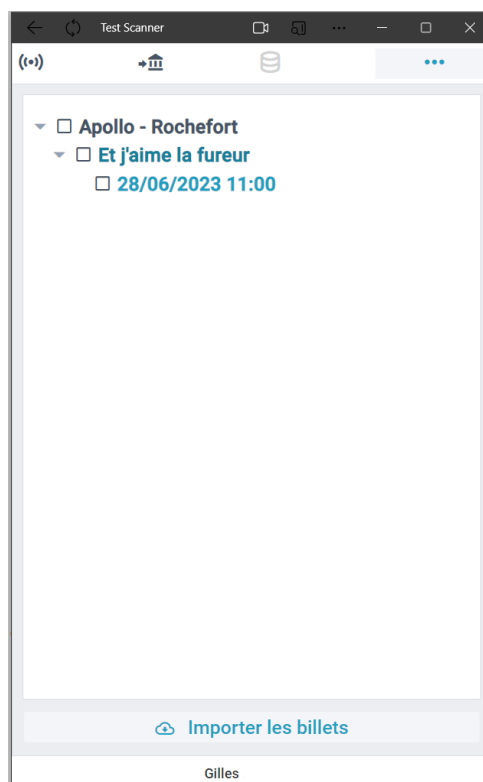 Test Scanner
Apollo - Rochefort
Et j'aime la fureur
28/06/2023 11:00
Importer les billets
Gilles